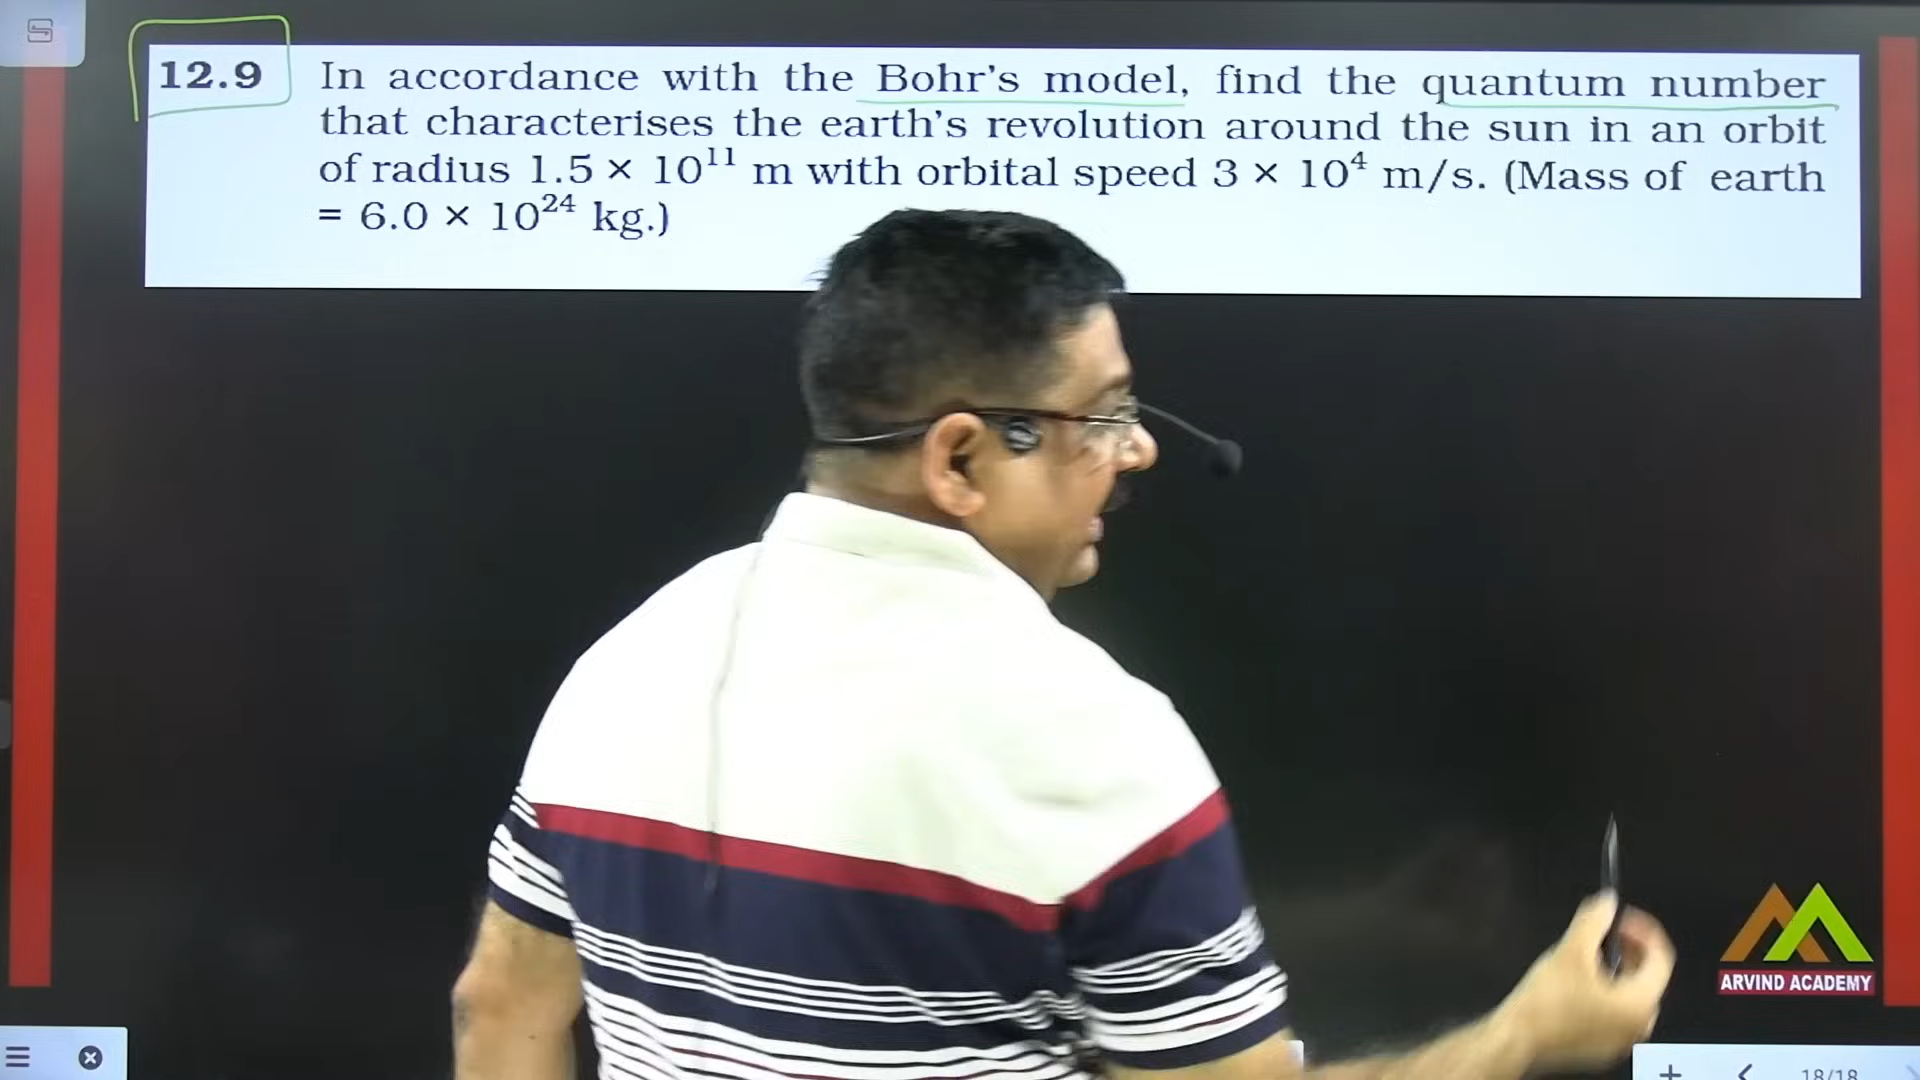 12.9 In accordance with the Bohr's model, find the quantum number
that characterises the earth's revolution around the sun in an orbit
of radius 1.5 × 10¹¹ m with orbital speed 3 × 10⁴ m/s. (Mass of earth
= 6.0 × 10²⁴ kg.)
ARVIND ACADEMY
18/18